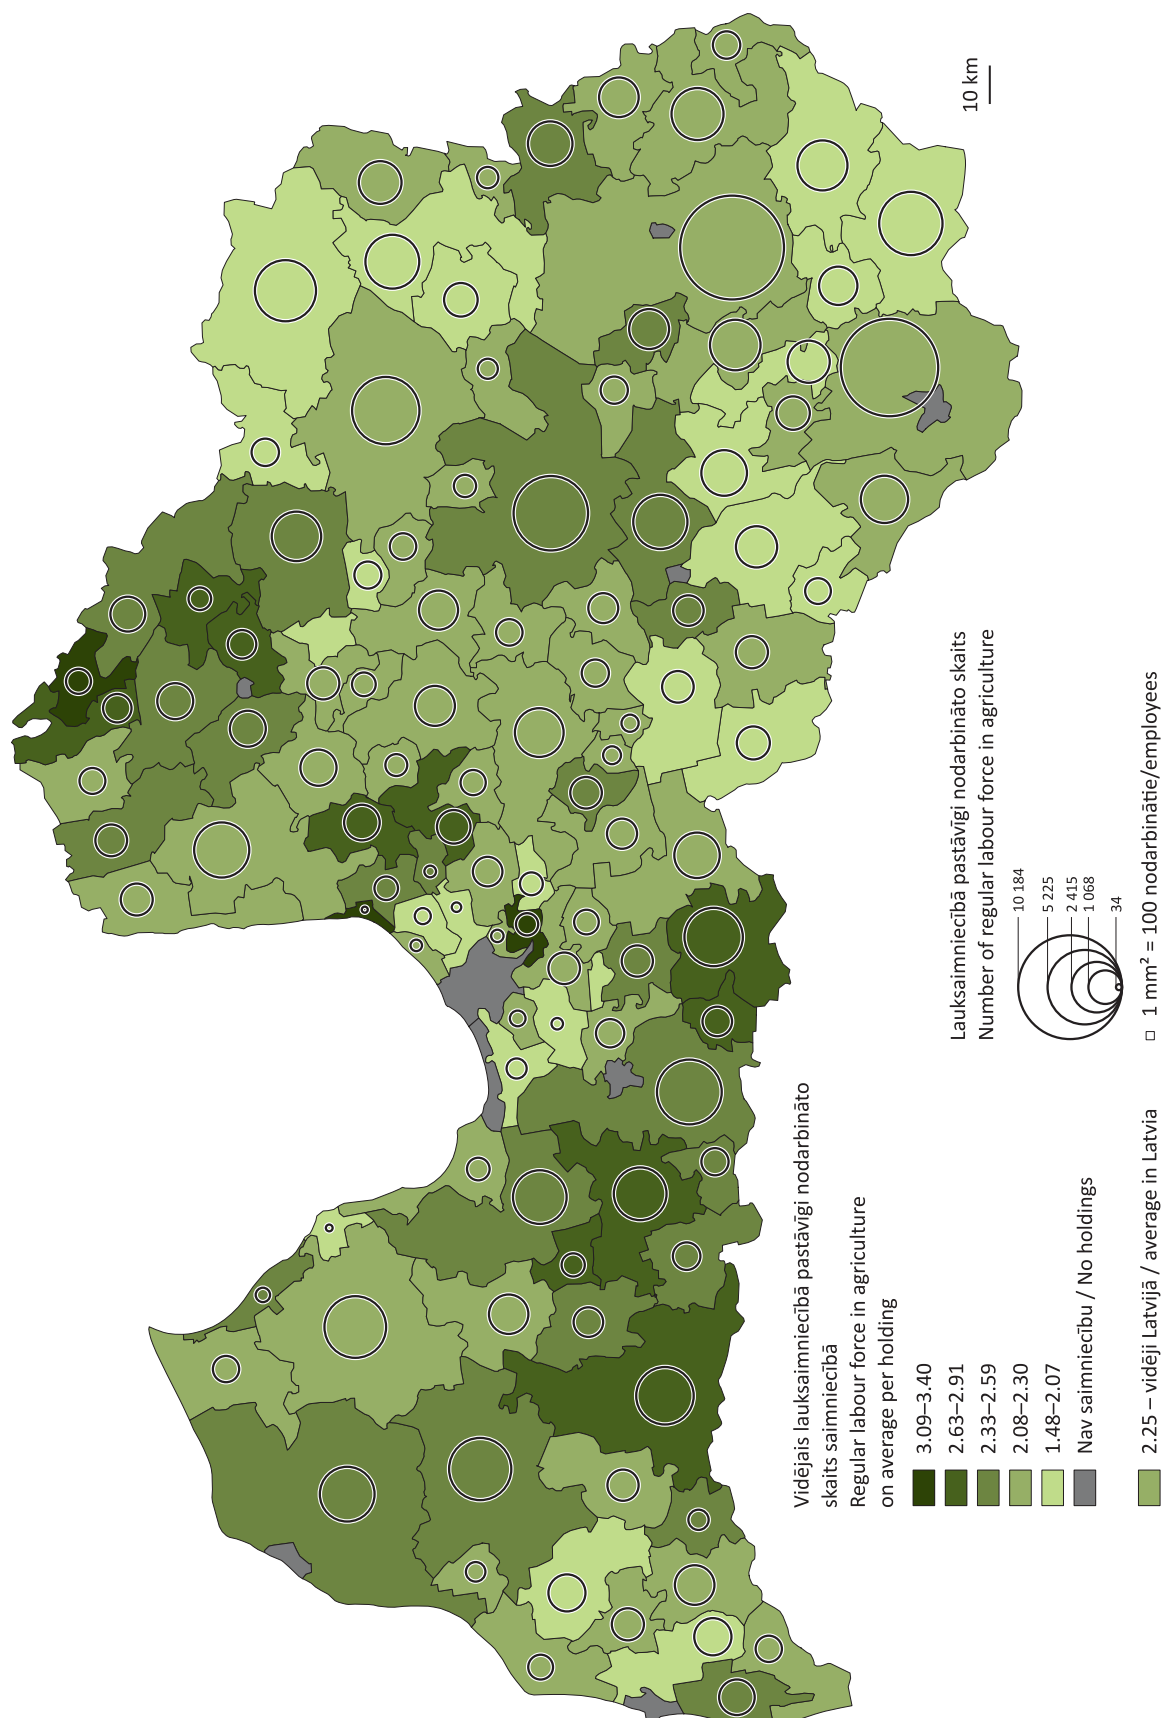 10 km
Lauksaimniecībā pastāvīgi nodarbināto skaits
Number of regular labour force in agriculture
10 184
5 225
2 415
1 068
34
1 mm² = 100 nodarbinātie/employees
Vidējais lauksaimniecībā pastāvīgi nodarbināto
skaits saimniecībā
Regular labour force in agriculture
on average per holding
3.09–3.40
2.63–2.91
2.33–2.59
2.08–2.30
1.48–2.07
Nav saimniecību / No holdings
2.25 – vidēji Latvijā / average in Latvia